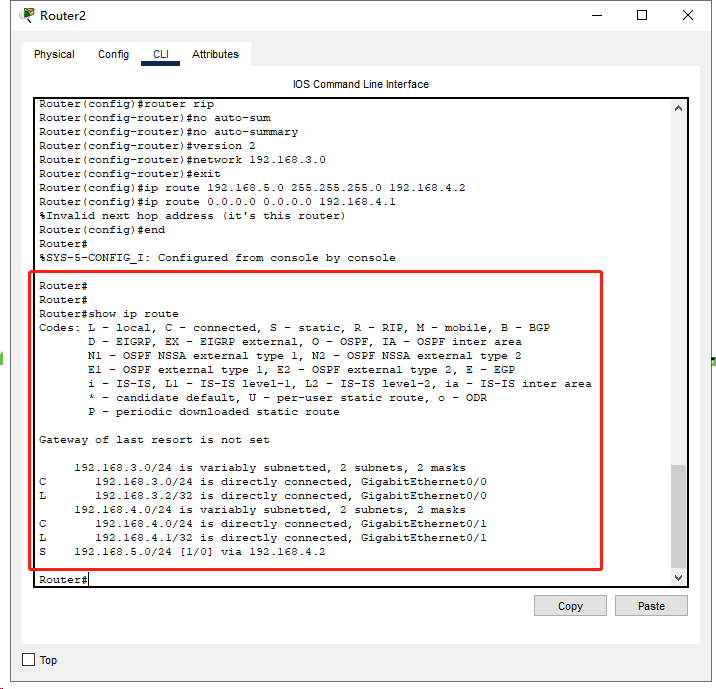 Router2
Physical Config CLI Attributes
IOS Command Line Interface
Router(config)#router rip
Router(config-router)#no auto-sum
Router(config-router)#no auto-summary
Router(config-router)#version 2
Router(config-router)#network 192.168.3.0
Router(config-router)#exit
Router(config)#ip route 192.168.5.0 255.255.255.0 192.168.4.2
Router(config)#ip route 0.0.0.0 0.0.0.0 192.168.4.1
%Invalid next hop address (it's this router)
Router(config)#end
Router#
%SYS-5-CONFIG_I: Configured from console by console
Router#
Router#
Router#show ip route
Codes: L - local, C - connected, S - static, R - RIP, M - mobile, B - BGP
D - EIGRP, EX - EIGRP external, O - OSPF, IA - OSPF inter area
N1 - OSPF NSSA external type 1, N2 - OSPF NSSA external type 2
E1 - OSPF external type 1, E2 - OSPF external type 2, E - EGP
i - IS-IS, L1 - IS-IS level-1, L2 - IS-IS level-2, ia - IS-IS inter area
* - candidate default, U - per-user static route, o - ODR
P - periodic downloaded static route
Gateway of last resort is not set
192.168.3.0/24 is variably subnetted, 2 subnets, 2 masks
C 192.168.3.0/24 is directly connected, GigabitEthernet0/0
L 192.168.3.2/32 is directly connected, GigabitEthernet0/0
192.168.4.0/24 is variably subnetted, 2 subnets, 2 masks
C 192.168.4.0/24 is directly connected, GigabitEthernet0/1
L 192.168.4.1/32 is directly connected, GigabitEthernet0/1
S 192.168.5.0/24 [1/0] via 192.168.4.2
Router#
Copy Paste
Top